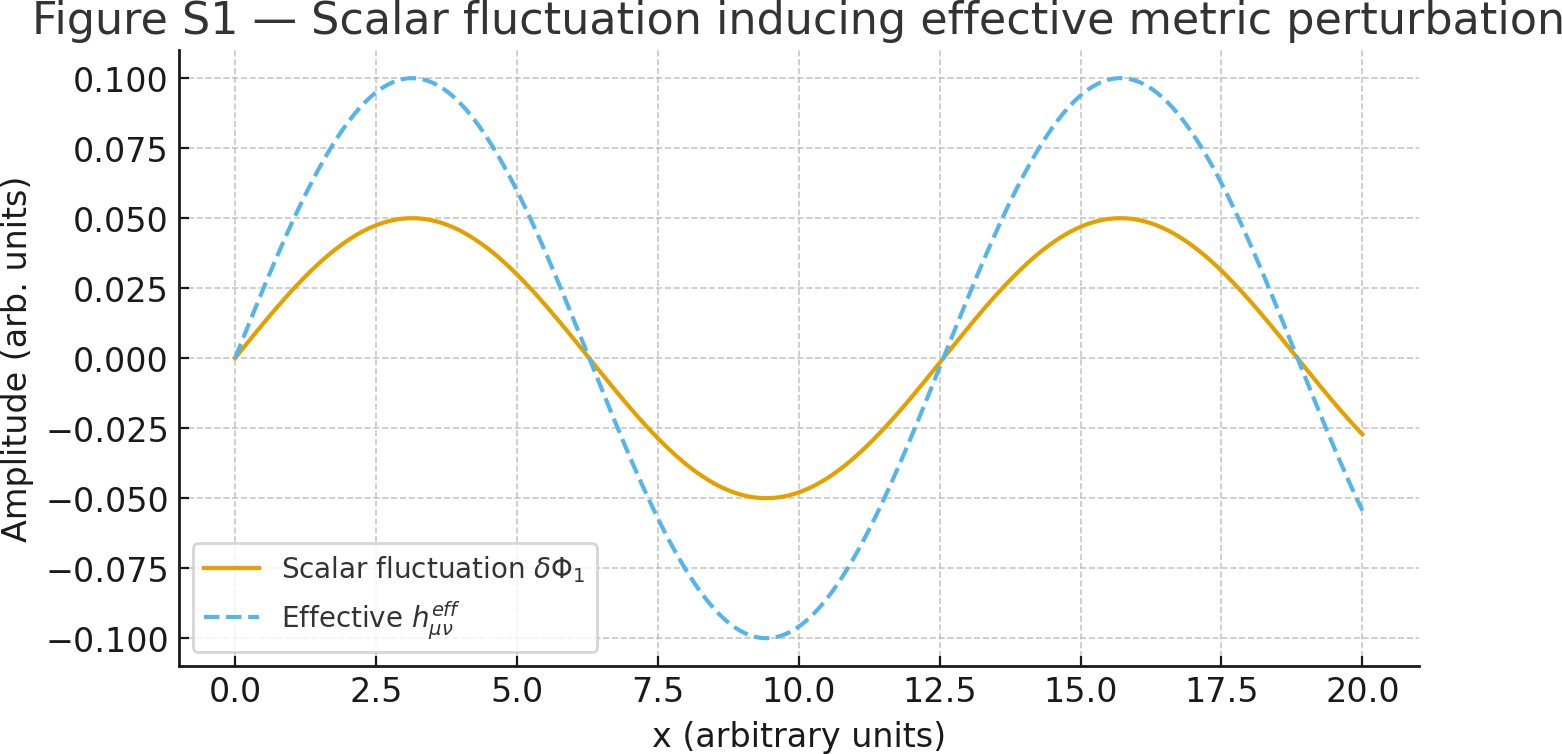 Figure S1 — Scalar fluctuation inducing effective metric perturbation
Amplitude (arb. units)
0.100
0.075
0.050
0.025
0.000
−0.025
−0.050
−0.075
−0.100
Scalar fluctuation δΦ₁
Effective h_{μν}^{eff}
0.0 2.5 5.0 7.5 10.0 12.5 15.0 17.5 20.0
x (arbitrary units)